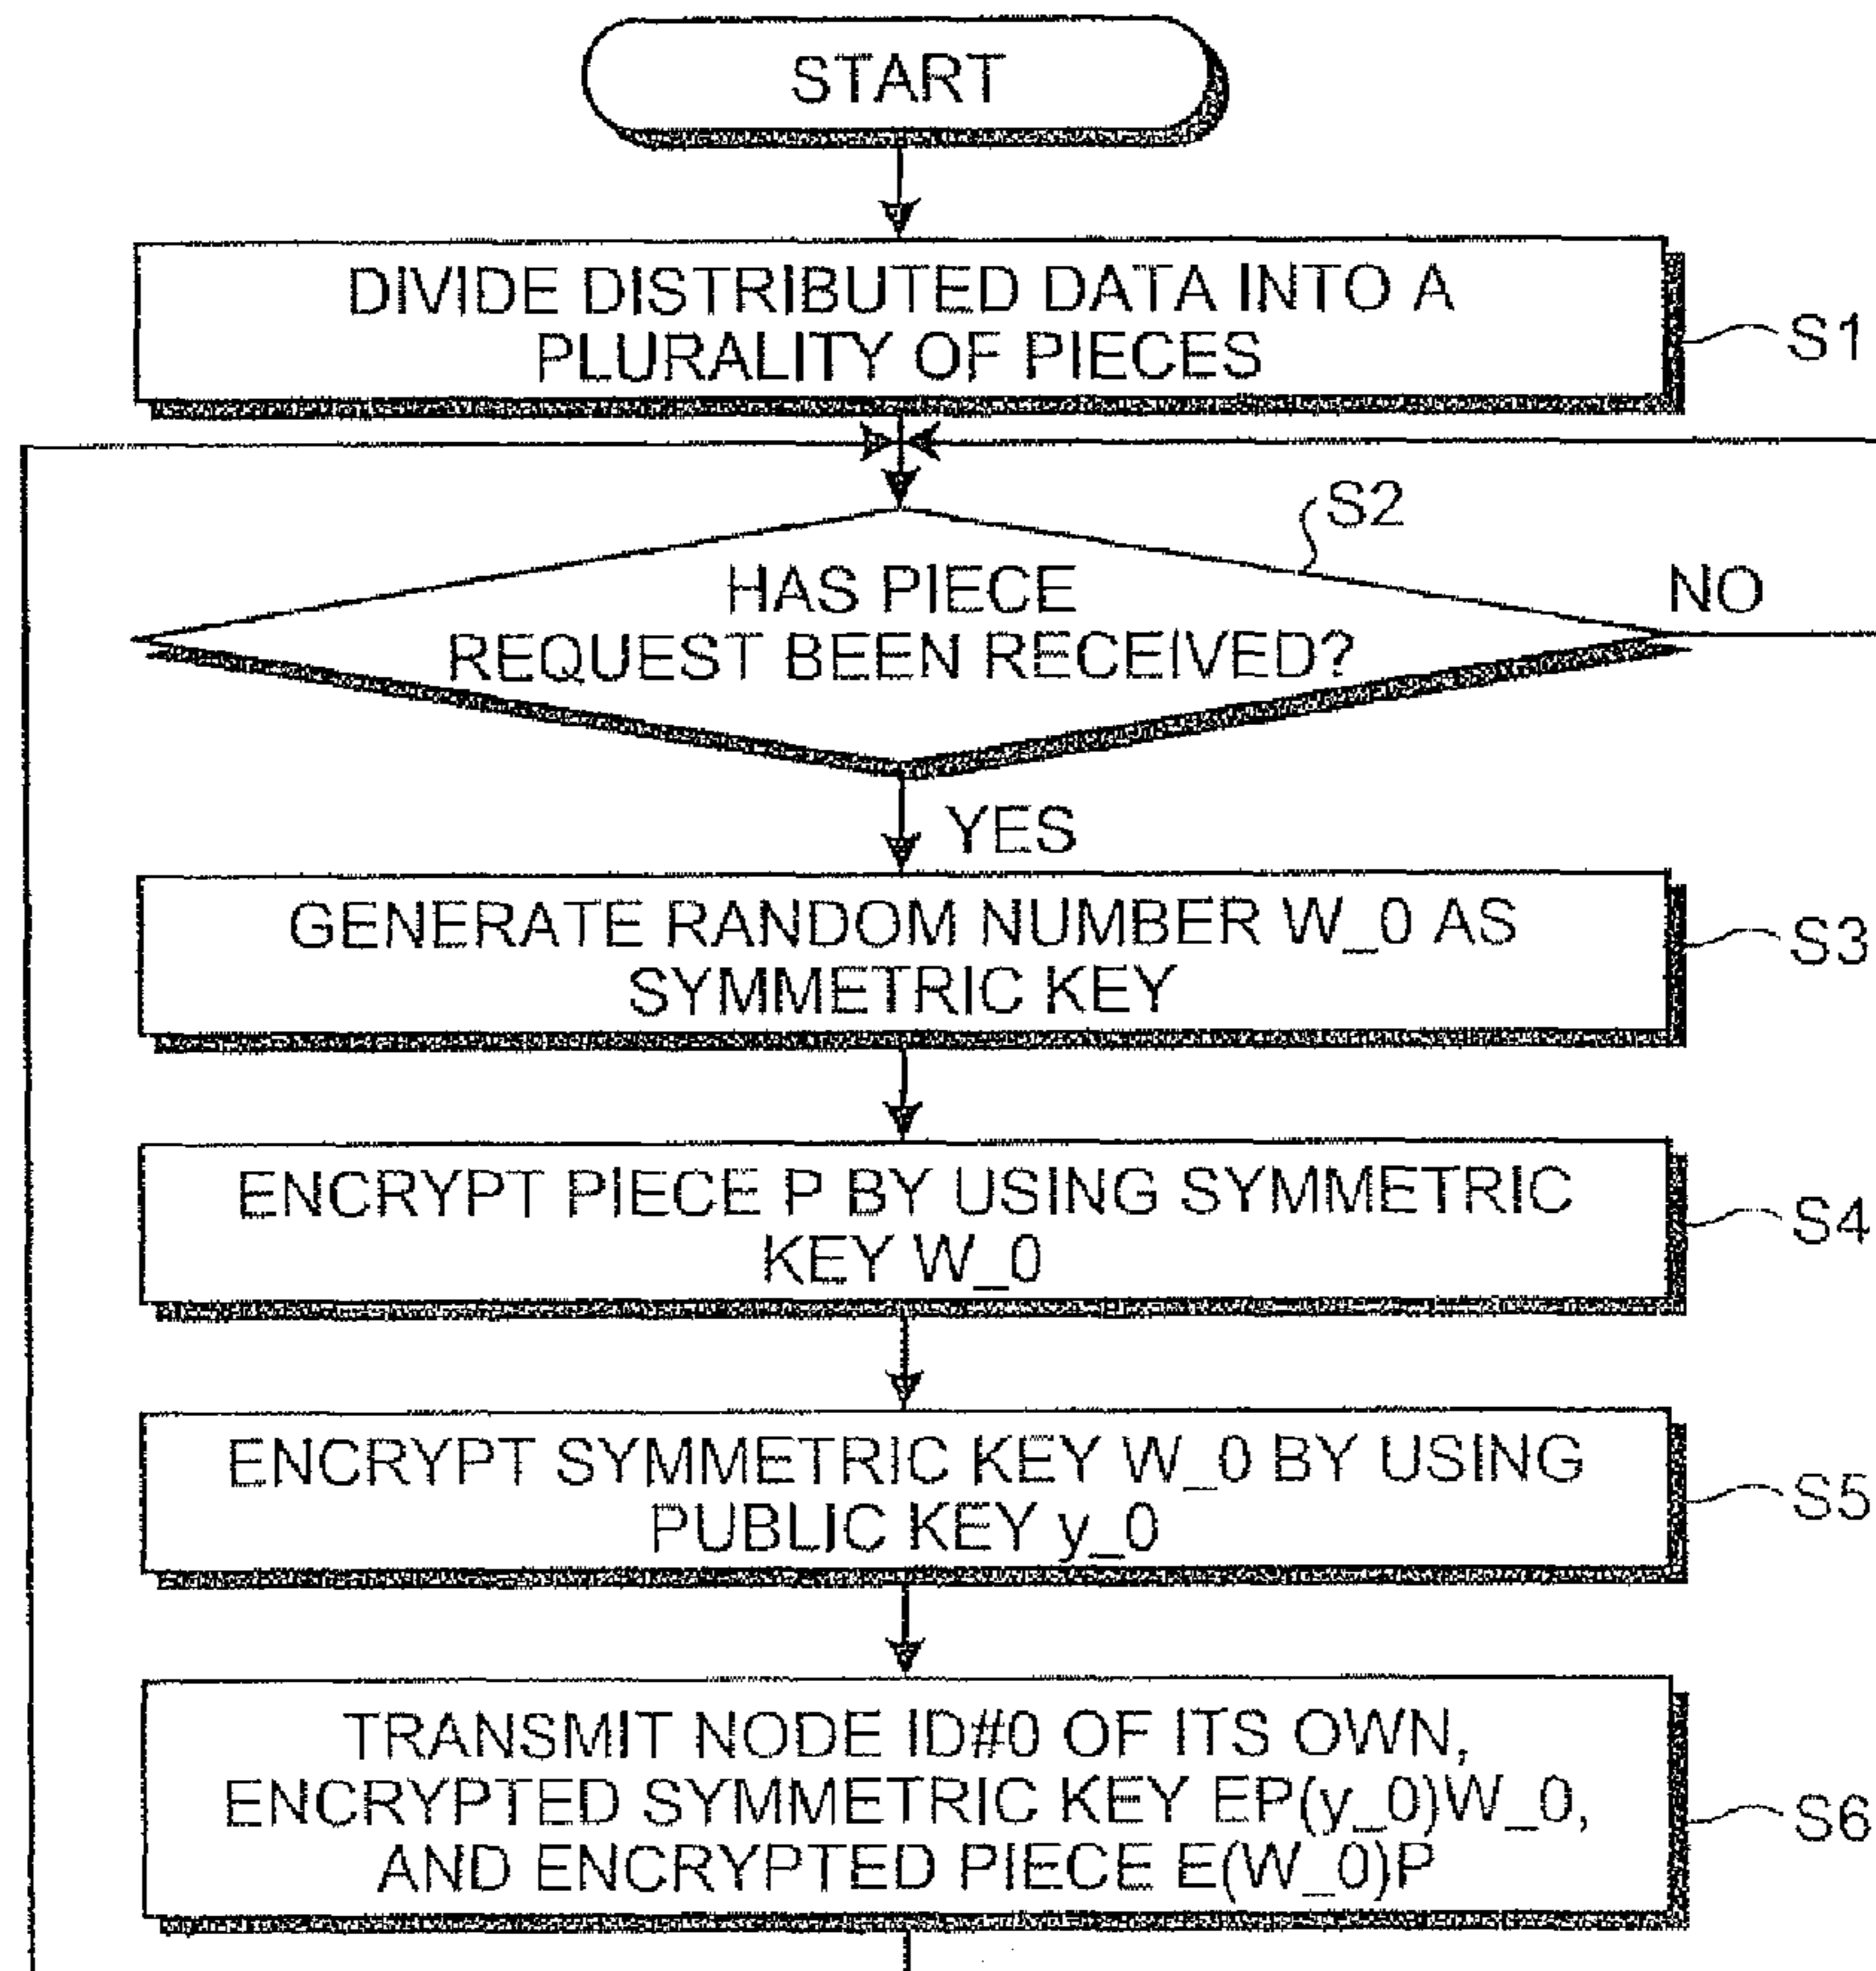 START
DIVIDE DISTRIBUTED DATA INTO A
PLURALITY OF PIECES
S1
S2
HAS PIECE
REQUEST BEEN RECEIVED?
NO
YES
GENERATE RANDOM NUMBER W_0 AS
SYMMETRIC KEY
S3
ENCRYPT PIECE P BY USING SYMMETRIC
KEY W_0
S4
ENCRYPT SYMMETRIC KEY W_0 BY USING
PUBLIC KEY y_0
S5
TRANSMIT NODE ID#0 OF ITS OWN,
ENCRYPTED SYMMETRIC KEY EP(y_0)W_0,
AND ENCRYPTED PIECE E(W_0)P
S6